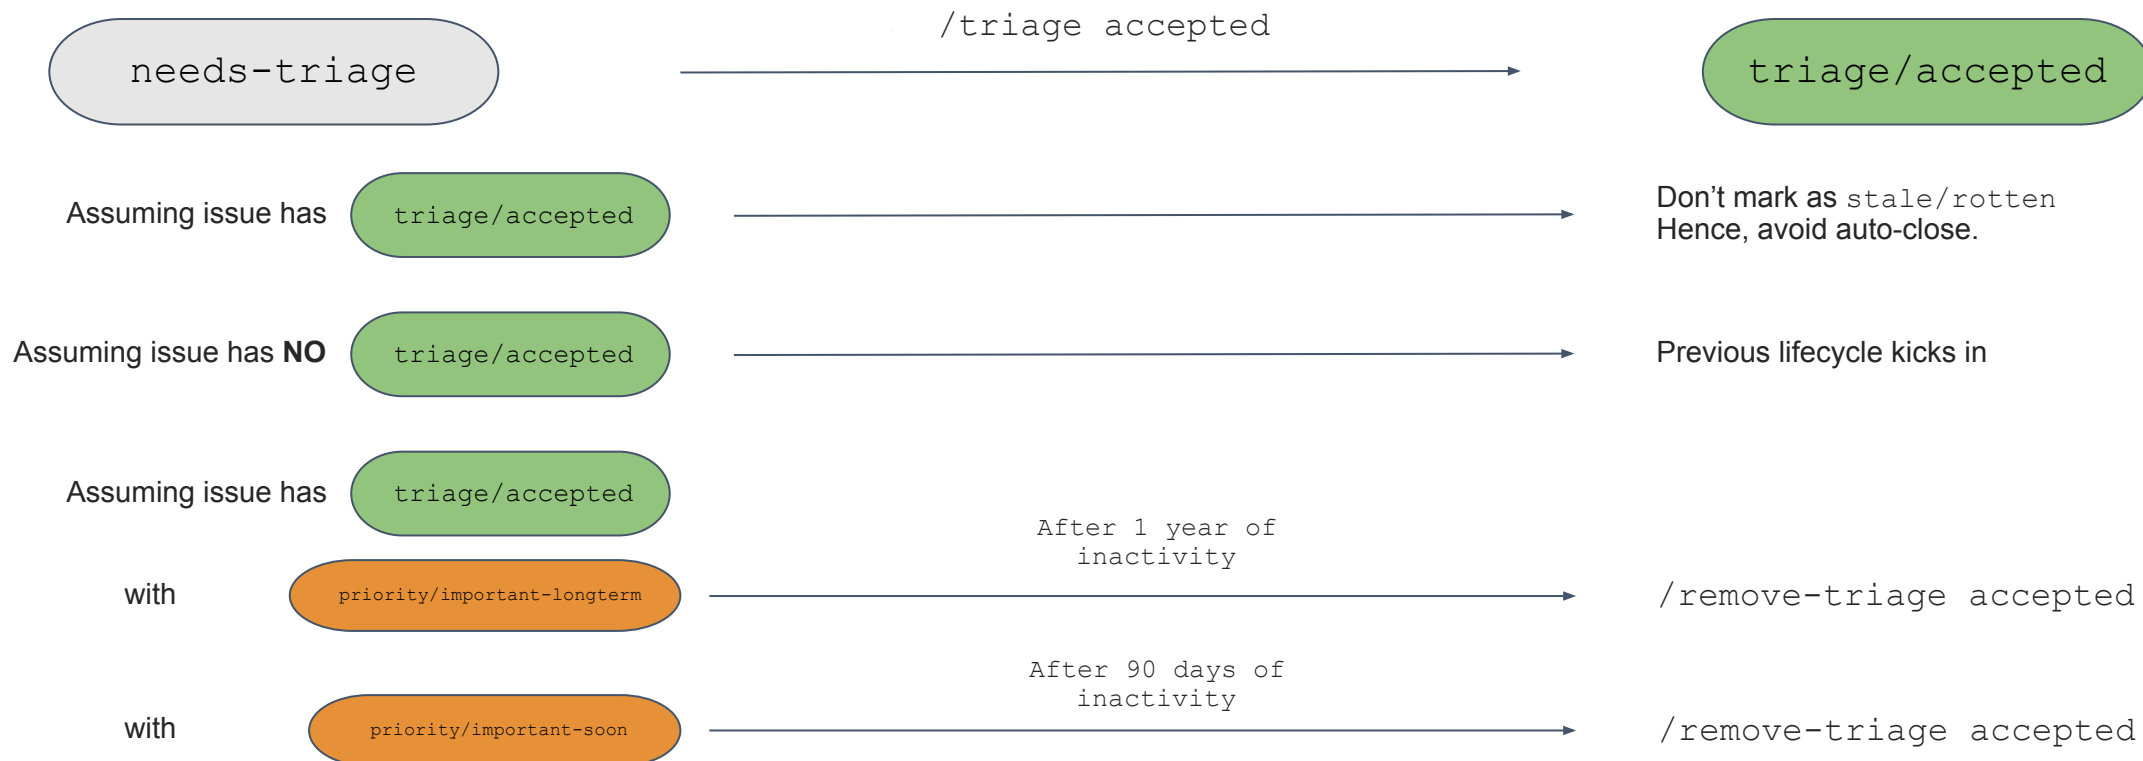 /triage accepted
needs-triage
triage/accepted
Assuming issue has triage/accepted
Don’t mark as stale/rotten
Hence, avoid auto-close.
Assuming issue has NO triage/accepted
Previous lifecycle kicks in
Assuming issue has triage/accepted
After 1 year of
inactivity
with priority/important-longterm
/remove-triage accepted
After 90 days of
inactivity
with priority/important-soon
/remove-triage accepted